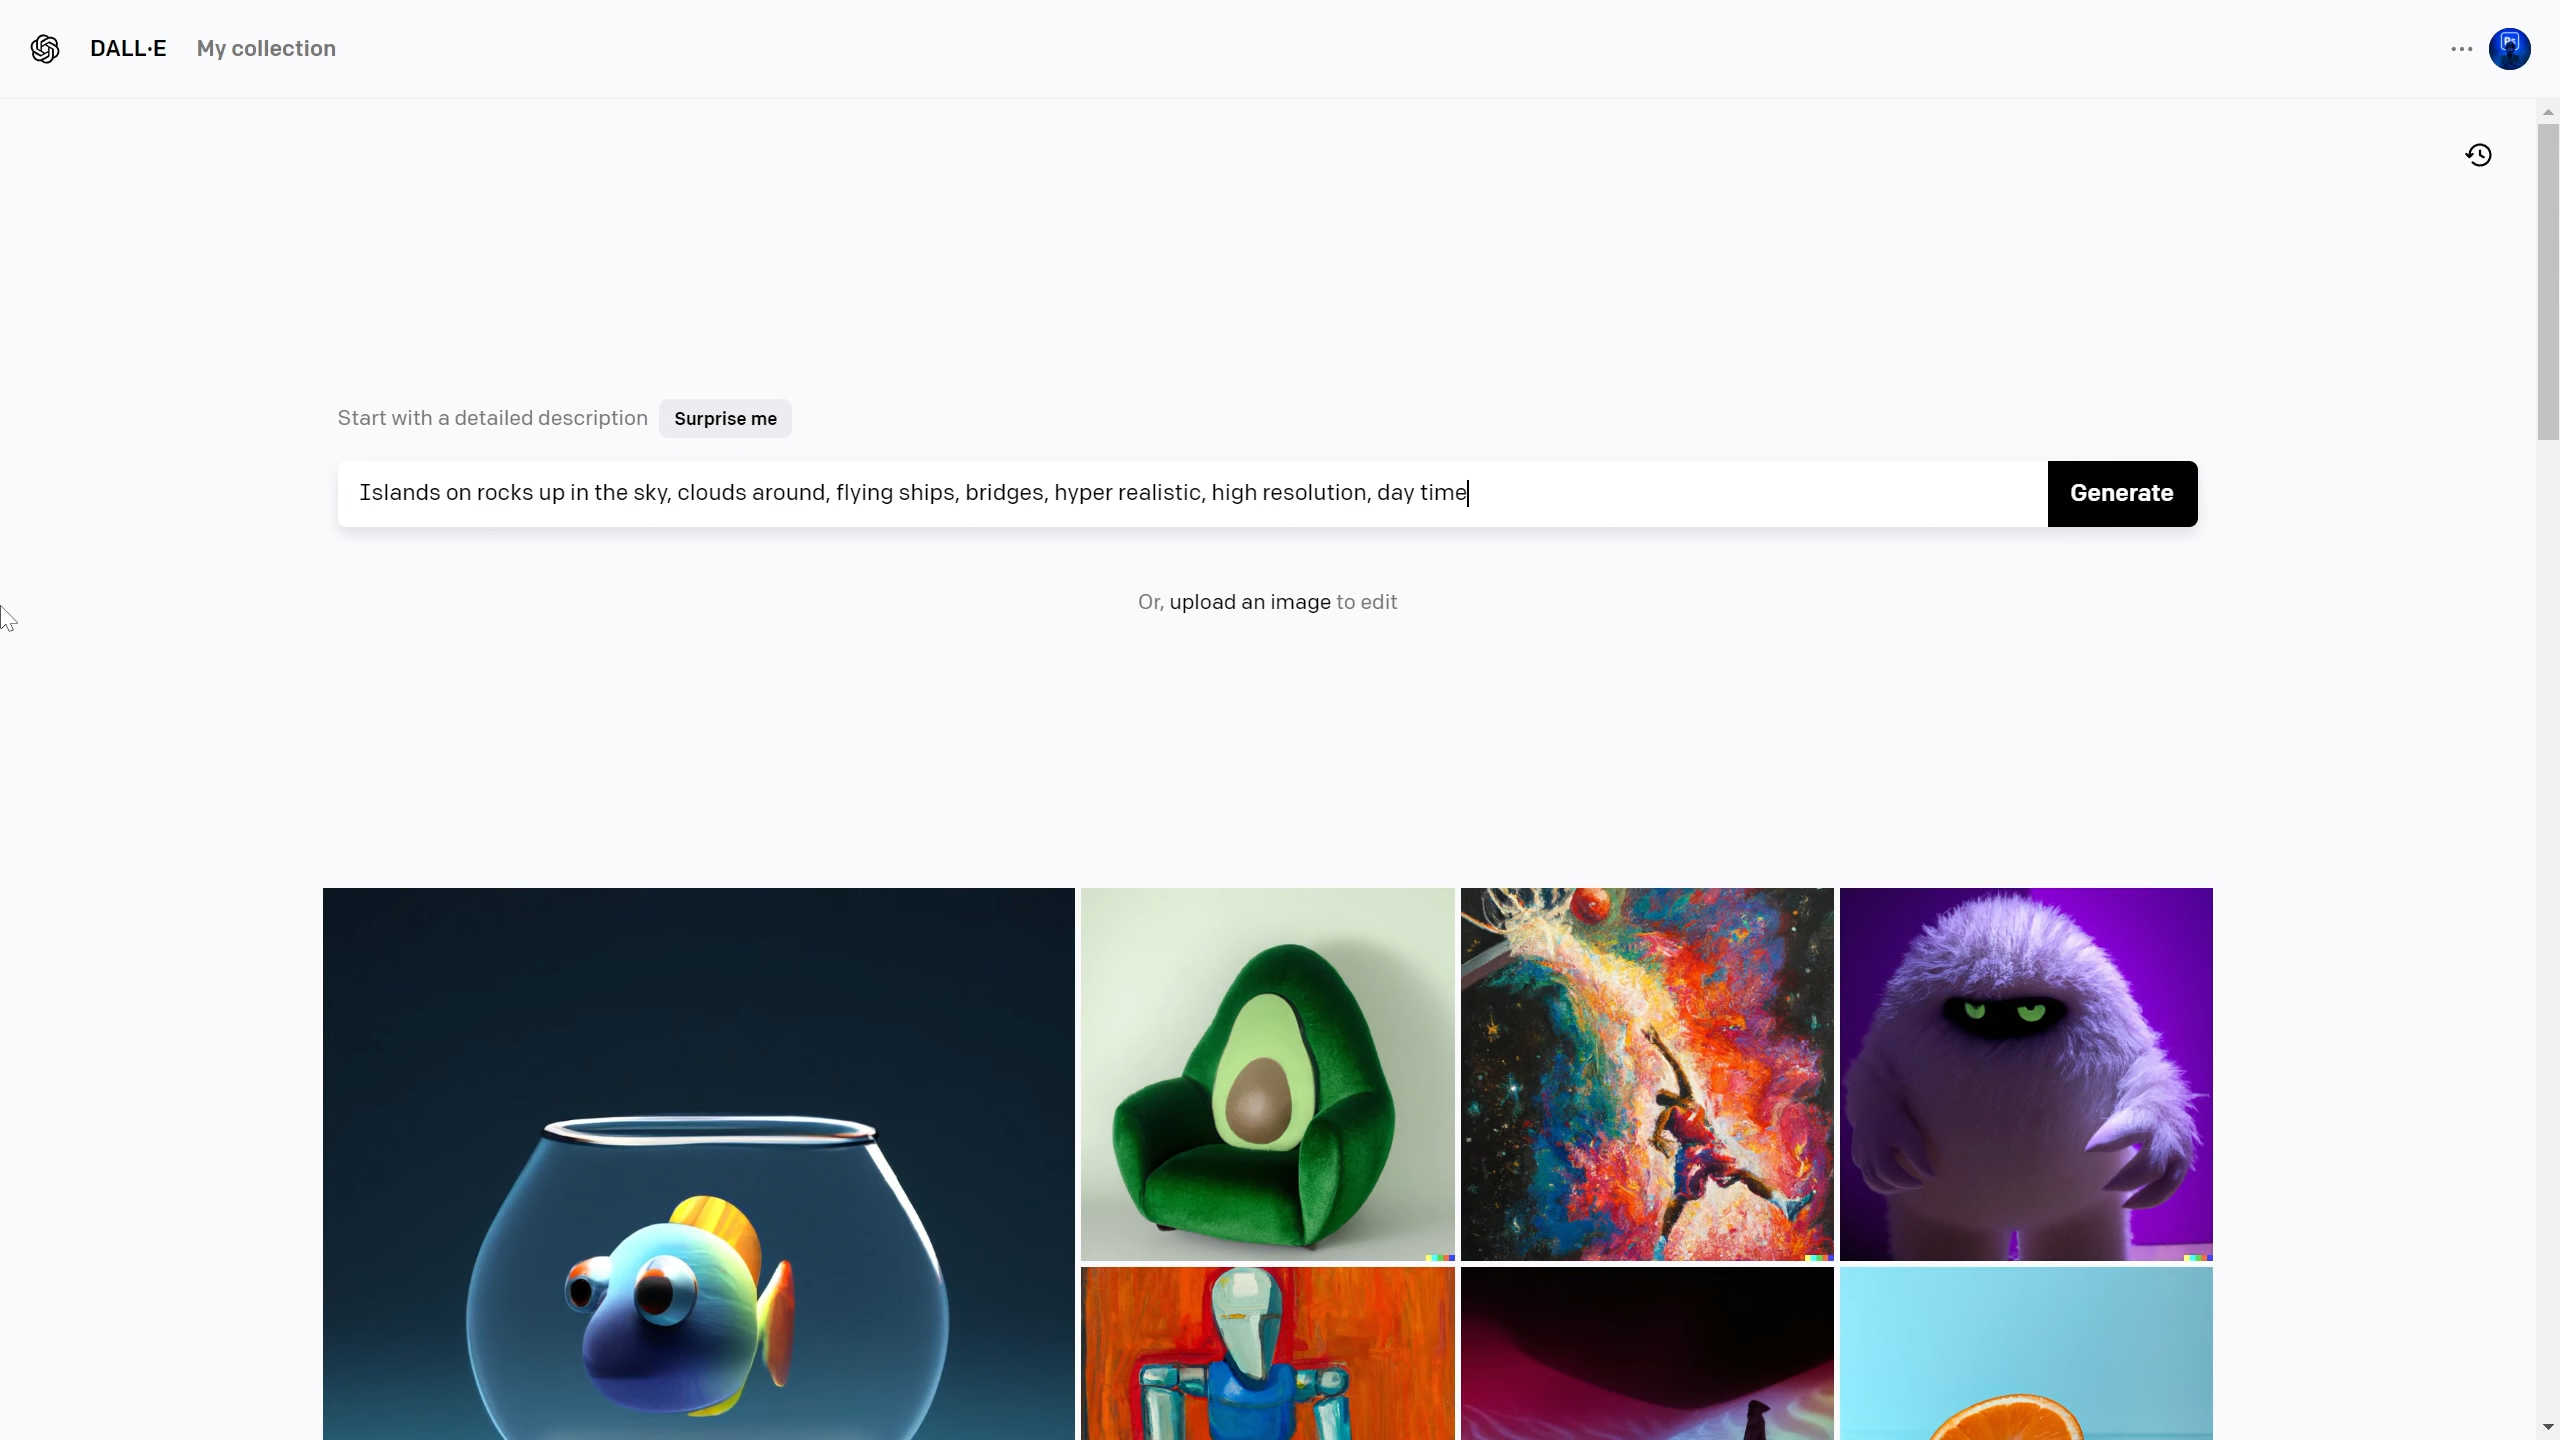 DALL·E My collection
Start with a detailed description Surprise me
Islands on rocks up in the sky, clouds around, flying ships, bridges, hyper realistic, high resolution, day time Generate
Or, upload an image to edit